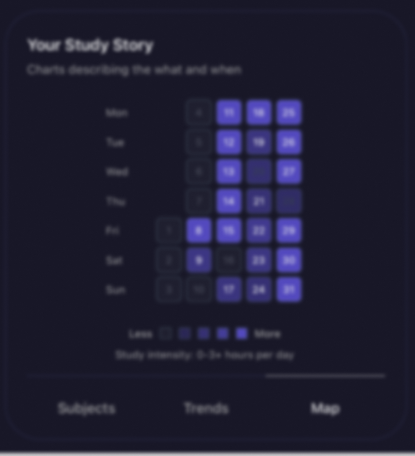 Your Study Story
Charts describing the what and when
Mon 4 11 18 25
Tue 5 12 19 26
Wed 6 13 27
Thu 7 14 21
Fri 1 8 15 22 29
Sat 2 9 16 23 30
Sun 3 10 17 24 31
Less More
Study intensity: 0-3+ hours per day
Subjects Trends Map